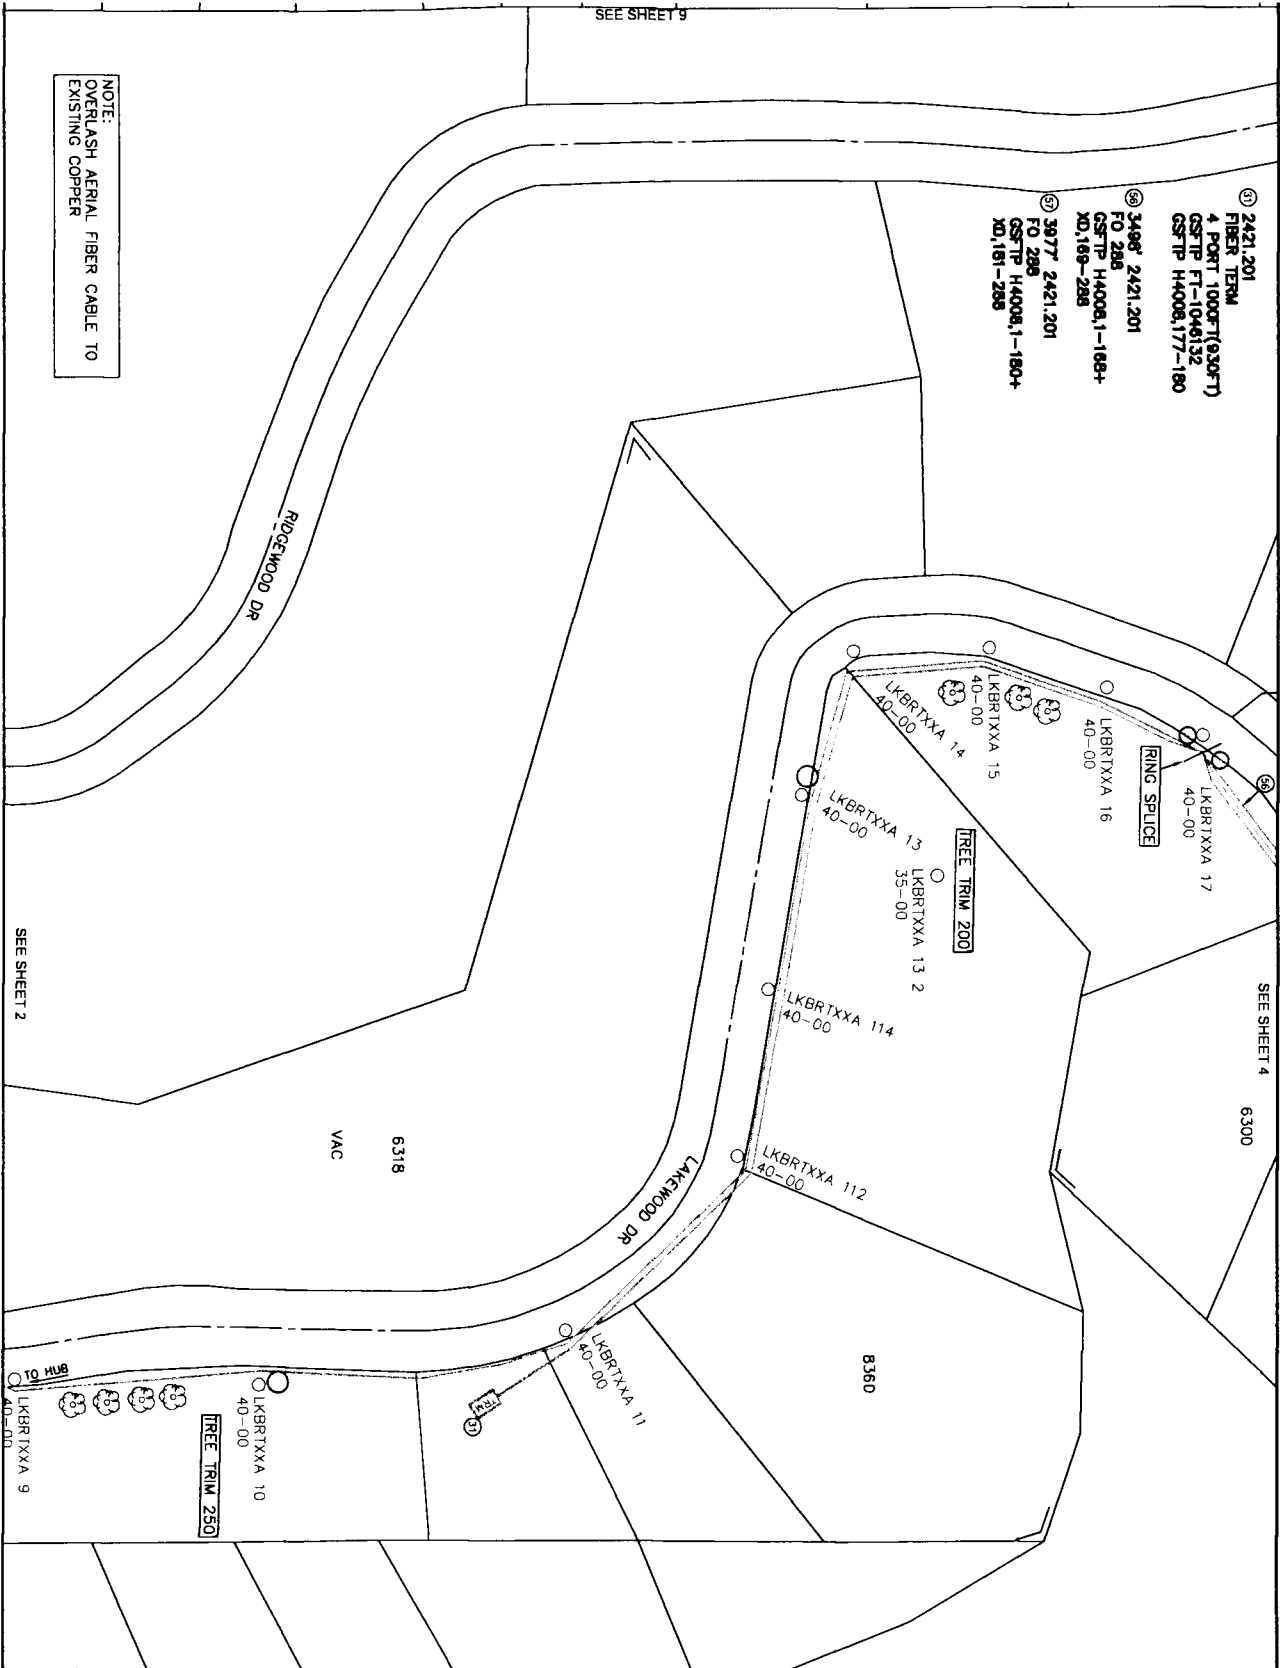 SEE SHEET 9
NOTE:
OVERLASH AERIAL FIBER CABLE TO
EXISTING COPPER
31 2421.201
FIBER TERM
4 PORT 1000FT(930FT)
GSFTP FT-1046132
GSFTP H4008,177-180
56 3498' 2421.201
FO 288
GSFTP H4008,1-168+
XD,169-288
57 3977' 2421.201
FO 288
GSFTP H4008,1-180+
XD,181-288
RIDGEWOOD DR
56
LKBRTXXA 17
40-00
RING SPLICE
LKBRTXXA 16
40-00
LKBRTXXA 15
40-00
LKBRTXXA 14
40-00
LKBRTXXA 13
40-00
TREE TRIM 200
LKBRTXXA 13 2
35-00
LKBRTXXA 114
40-00
LKBRTXXA 112
40-00
SEE SHEET 4
6300
SEE SHEET 2
6318
VAC
LAKEWOOD DR
8360
LKBRTXXA 11
40-00
31
LKBRTXXA 10
40-00
TREE TRIM 250
TO HUB
LKBRTXXA 9
40-00